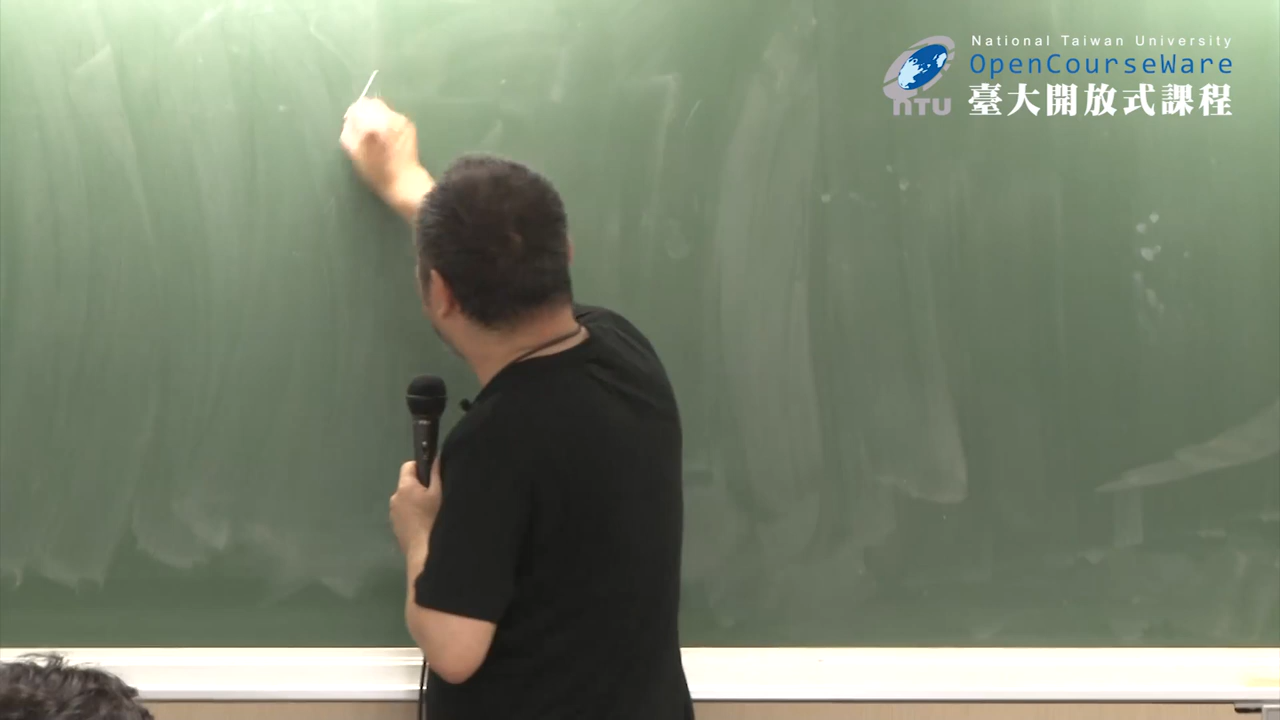 National Taiwan University
OpenCourseWare
臺大開放式課程
NTU